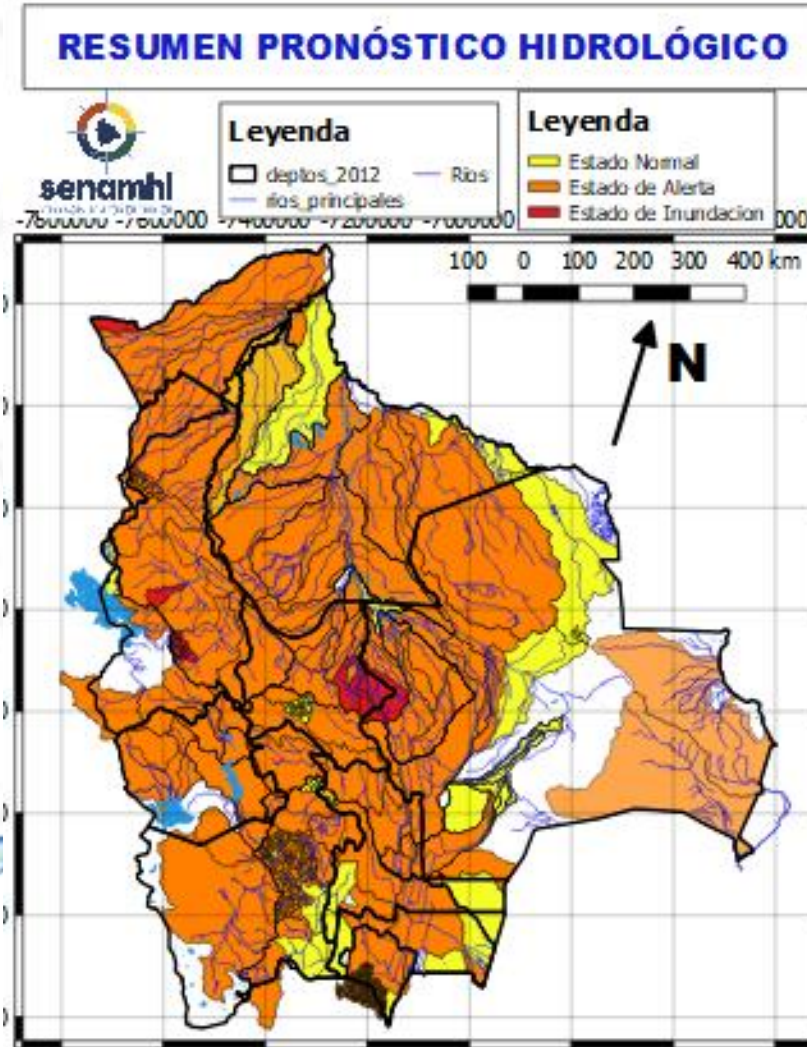 RESUMEN PRONÓSTICO HIDROLÓGICO
senamhi
Leyenda
deptos_2012
Rios
rios_principales
Leyenda
Estado Normal
Estado de Alerta
Estado de Inundacion
-7600000
-7400000
-7200000
-7000000
100 0 100 200 300 400 km
N